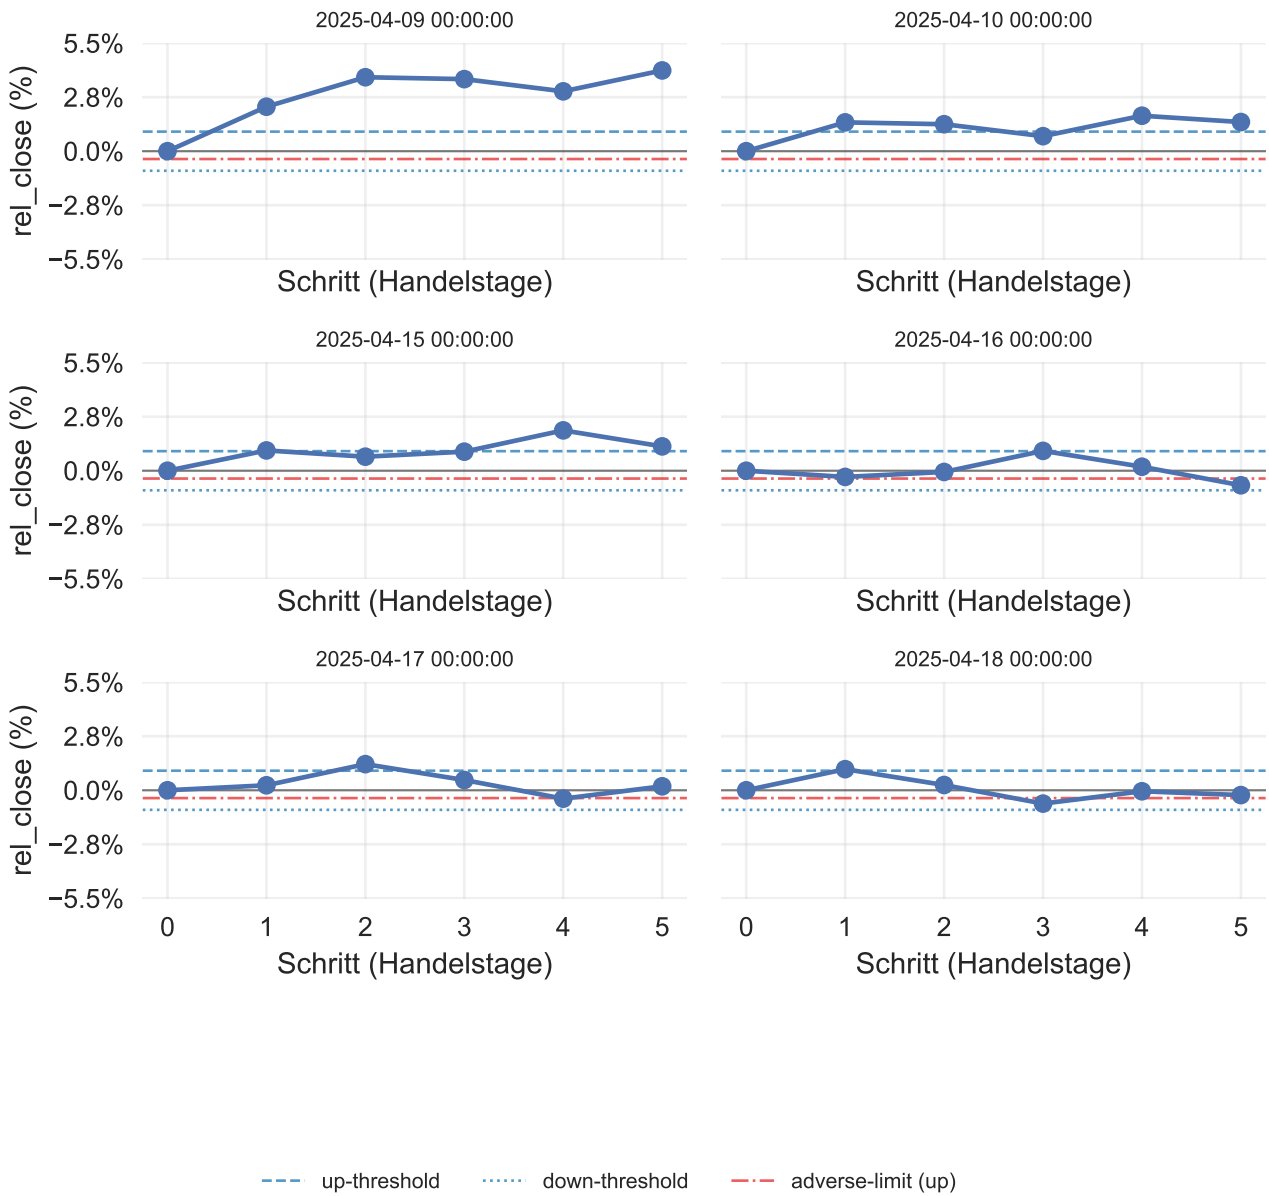 2025-04-09 00:00:00
2025-04-10 00:00:00
5.5%
2.8%
0.0%
−2.8%
−5.5%
rel_close (%)
Schritt (Handelstage)
Schritt (Handelstage)
2025-04-15 00:00:00
2025-04-16 00:00:00
5.5%
2.8%
0.0%
−2.8%
−5.5%
rel_close (%)
Schritt (Handelstage)
Schritt (Handelstage)
2025-04-17 00:00:00
2025-04-18 00:00:00
5.5%
2.8%
0.0%
−2.8%
−5.5%
rel_close (%)
0 1 2 3 4 5
0 1 2 3 4 5
Schritt (Handelstage)
Schritt (Handelstage)
up-threshold down-threshold adverse-limit (up)